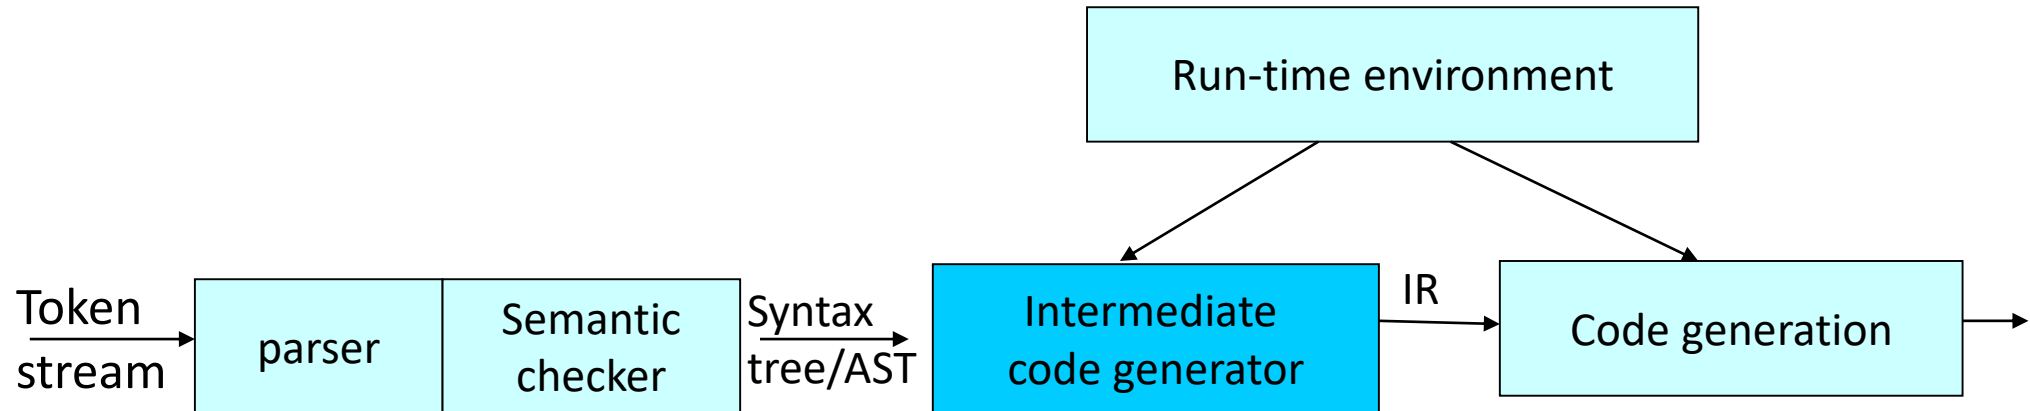 Run-time environment
Token
stream
parser
Semantic
checker
Syntax
tree/AST
Intermediate
code generator
IR
Code generation